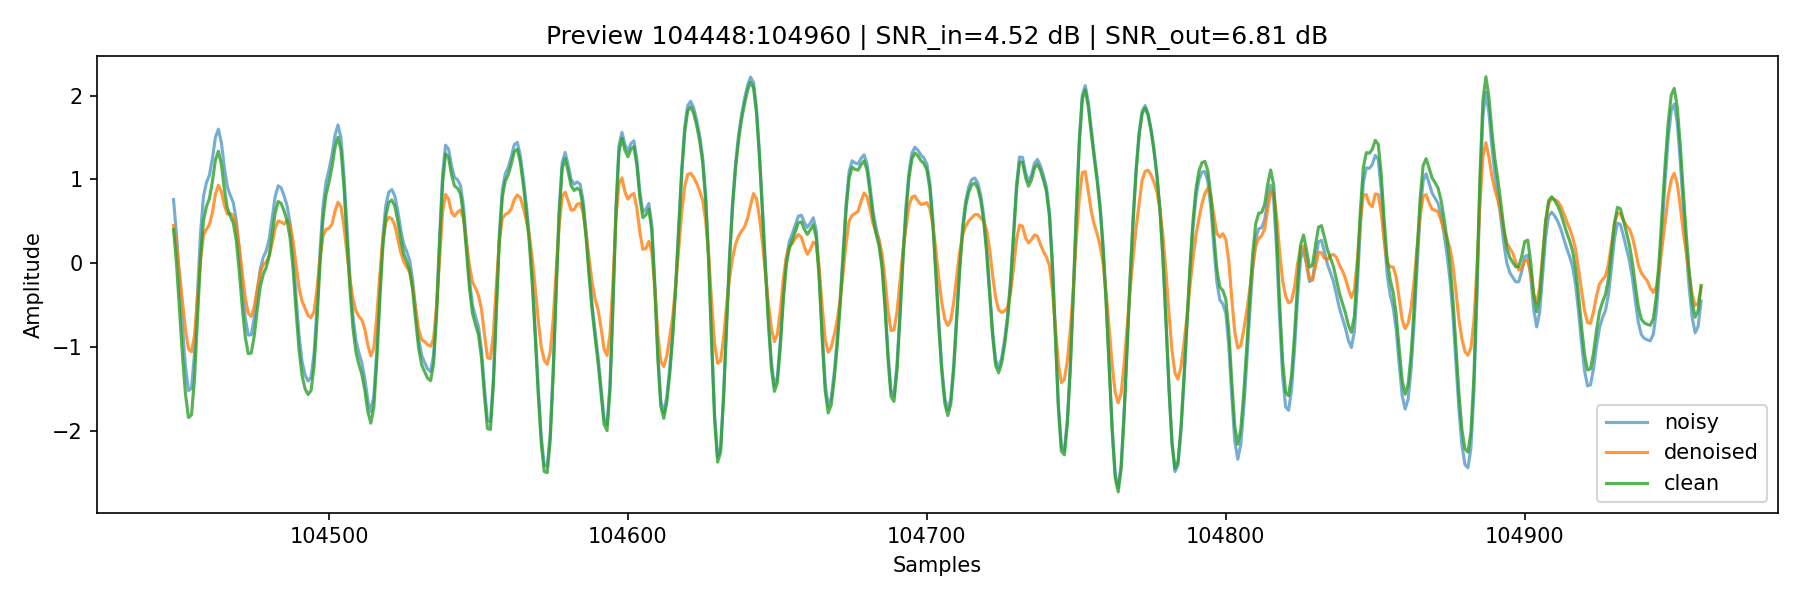 Preview 104448:104960 | SNR_in=4.52 dB | SNR_out=6.81 dB
Amplitude
2
1
0
−1
−2
104500 104600 104700 104800 104900
Samples
noisy
denoised
clean